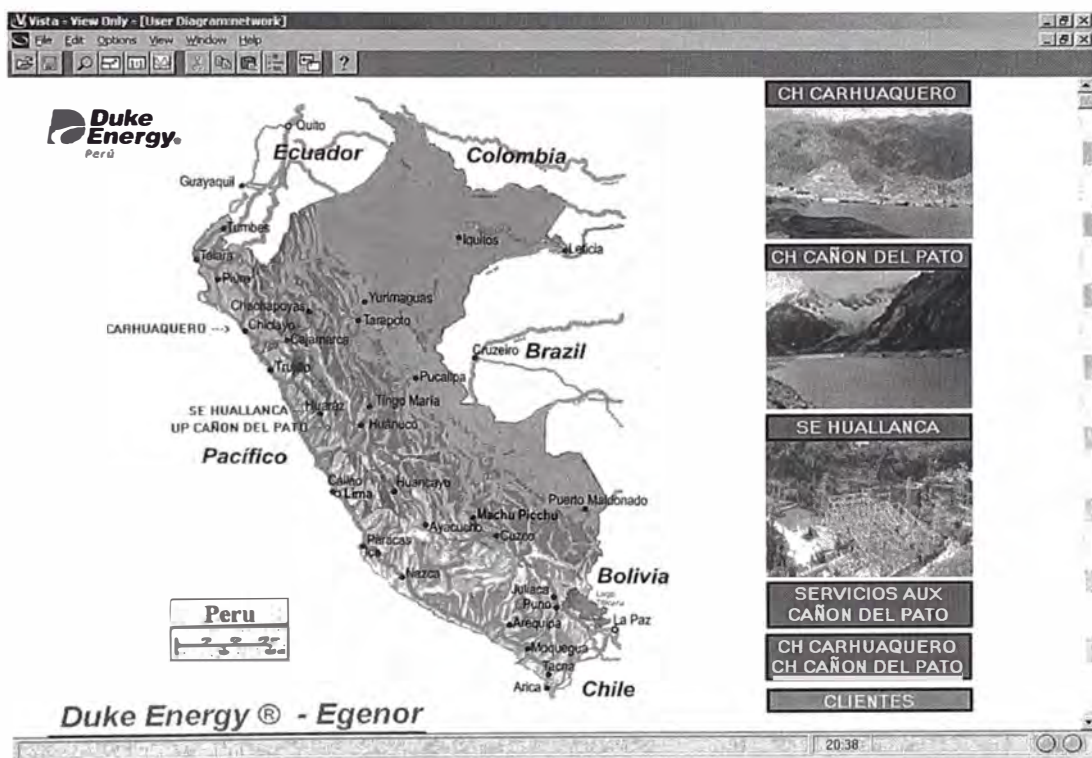 Vista - View Only - [User Diagram:network]
File Edit Options View Window Help
Duke
Energy®
Perú
Quito
Ecuador
Colombia
Guayaquil
Tumbes
Iquitos
Leticia
Talara
Piura
Yurimaguas
Chachapoyas
Tarapoto
CARHUAQUERO --->
Chiclayo
Cajamarca
Cruzeiro
Brazil
Trujillo
Pucallpa
SE HUALLANCA
Huaraz
Tingo María
UP CAÑON DEL PATO
Huánuco
Pacífico
Callao
Lima
Huancayo
Puerto Maldonado
Machu Picchu
Ayacucho
Cuzco
Paracas
Ica
Nazca
Bolivia
Juliaca
Puno
Lago
La Paz
Arequipa
Moquegua
Tacna
Arica
Chile
Peru
Duke Energy ® - Egenor
CH CARHUAQUERO
CH CAÑON DEL PATO
SE HUALLANCA
SERVICIOS AUX
CAÑON DEL PATO
CH CARHUAQUERO
CH CAÑON DEL PATO
CLIENTES
20:38